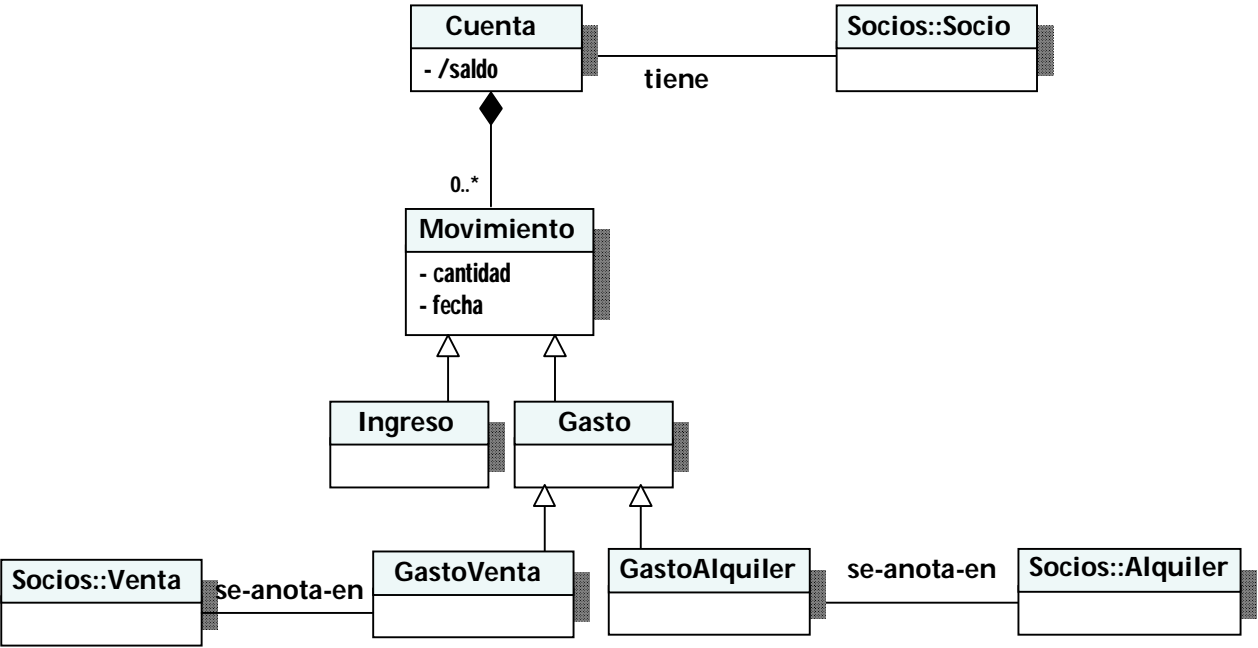 Cuenta
- /saldo
Socios::Socio
tiene
0..*
Movimiento
- cantidad
- fecha
Ingreso
Gasto
Socios::Venta
se-anota-en
GastoVenta
GastoAlquiler
se-anota-en
Socios::Alquiler